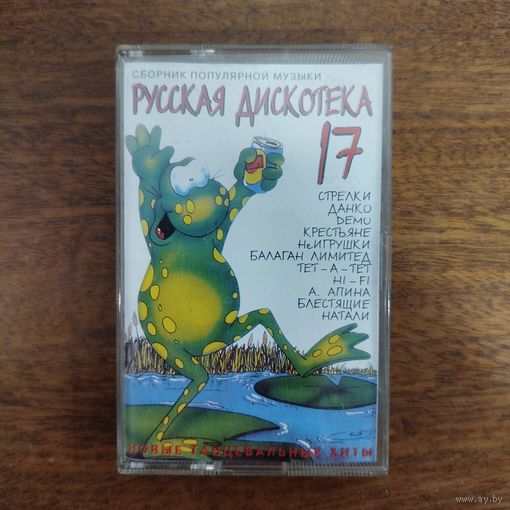 СБОРНИК ПОПУЛЯРНОЙ МУЗЫКИ
РУССКАЯ ДИСКОТЕКА
17
СТРЕЛКИ
ДАНКО
DEMO
КРЕСТЬЯНЕ
НеИГРУШКИ
БАЛАГАН ЛИМИТЕД
ТЕТ-А-ТЕТ
HI-FI
А. АПИНА
БЛЕСТЯЩИЕ
НАТАЛИ
НОВЫЕ ТАНЦЕВАЛЬНЫЕ ХИТЫ
www.ay.by